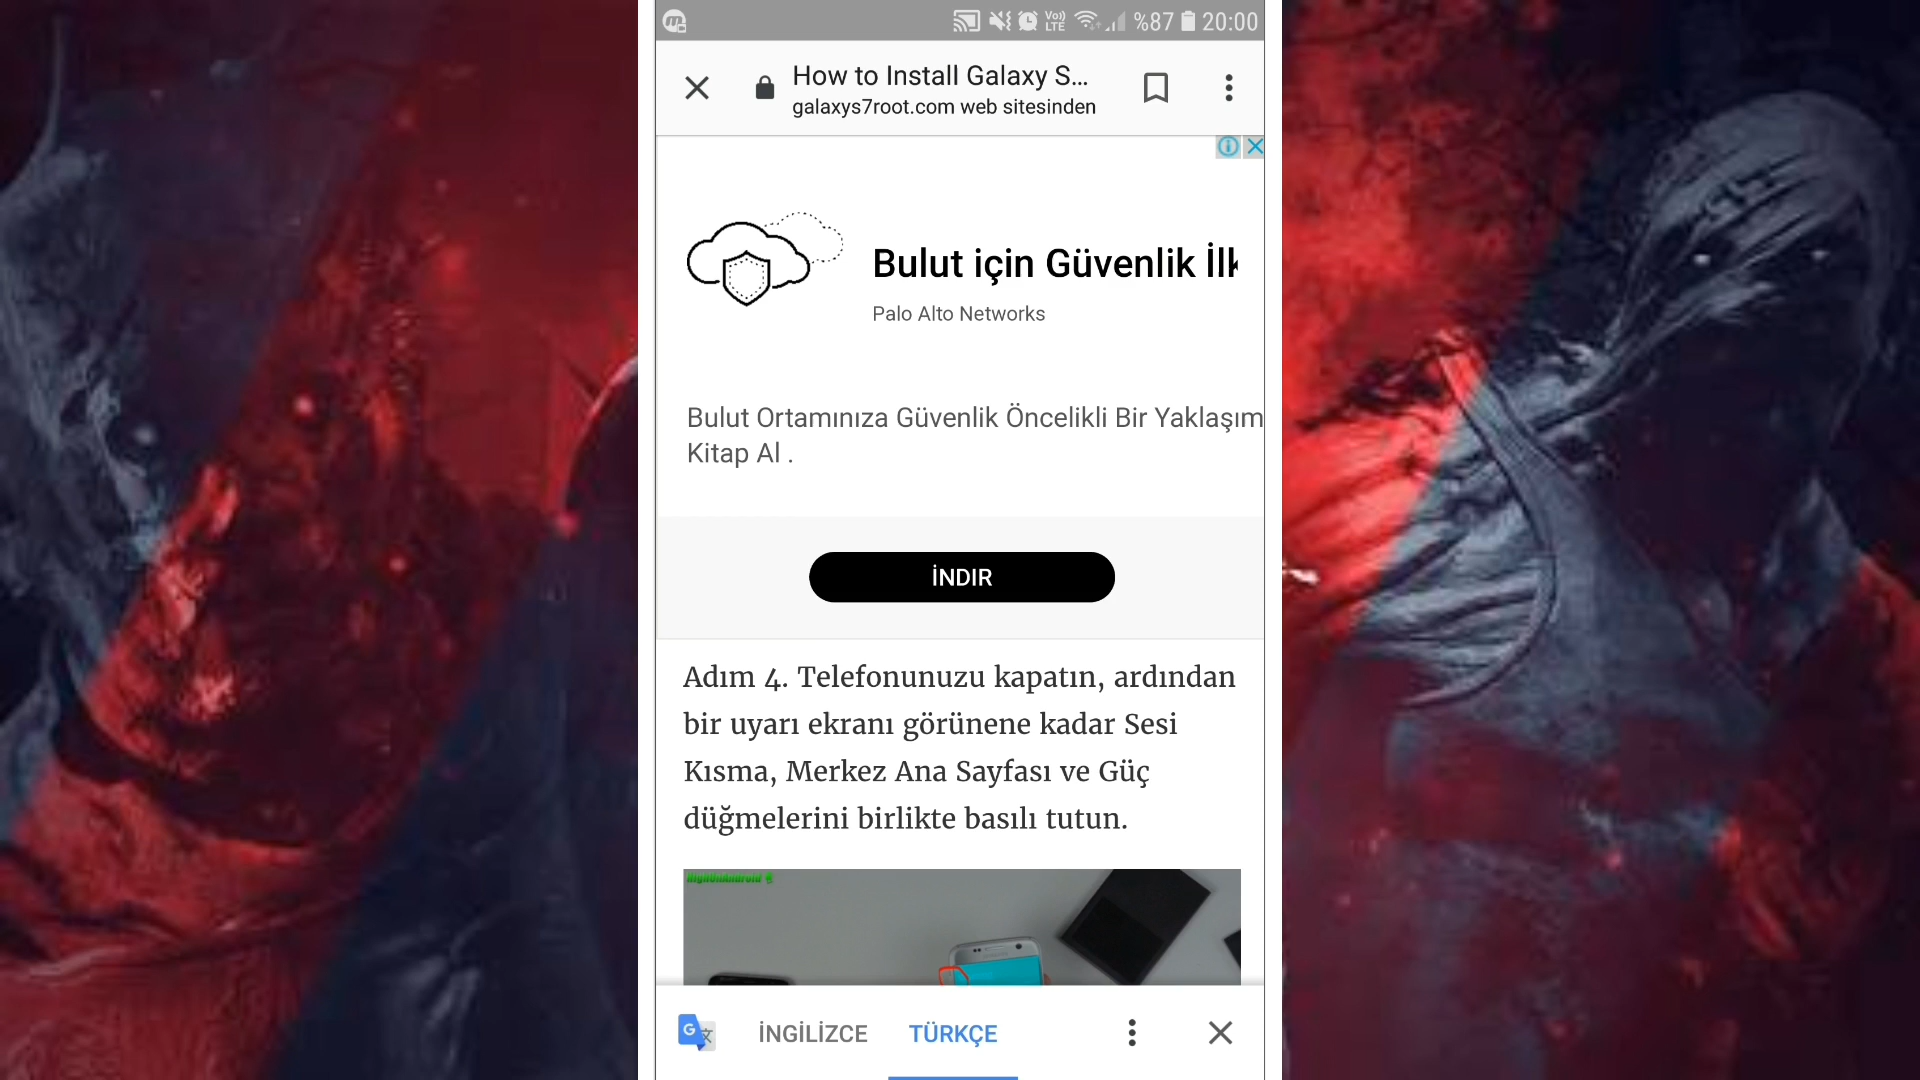 %87 20:00
How to Install Galaxy S...
galaxys7root.com web sitesinden
Bulut için Güvenlik
Palo Alto Networks
Bulut Ortamınıza Güvenlik Öncelikli Bir Yaklaşım
Kitap Al .
İNDIR
Adım 4. Telefonunuzu kapatın, ardından
bir uyarı ekranı görünene kadar Sesi
Kısma, Merkez Ana Sayfası ve Güç
düğmelerini birlikte basılı tutun.
HighOnAndroid
İNGİLİZCE TÜRKÇE